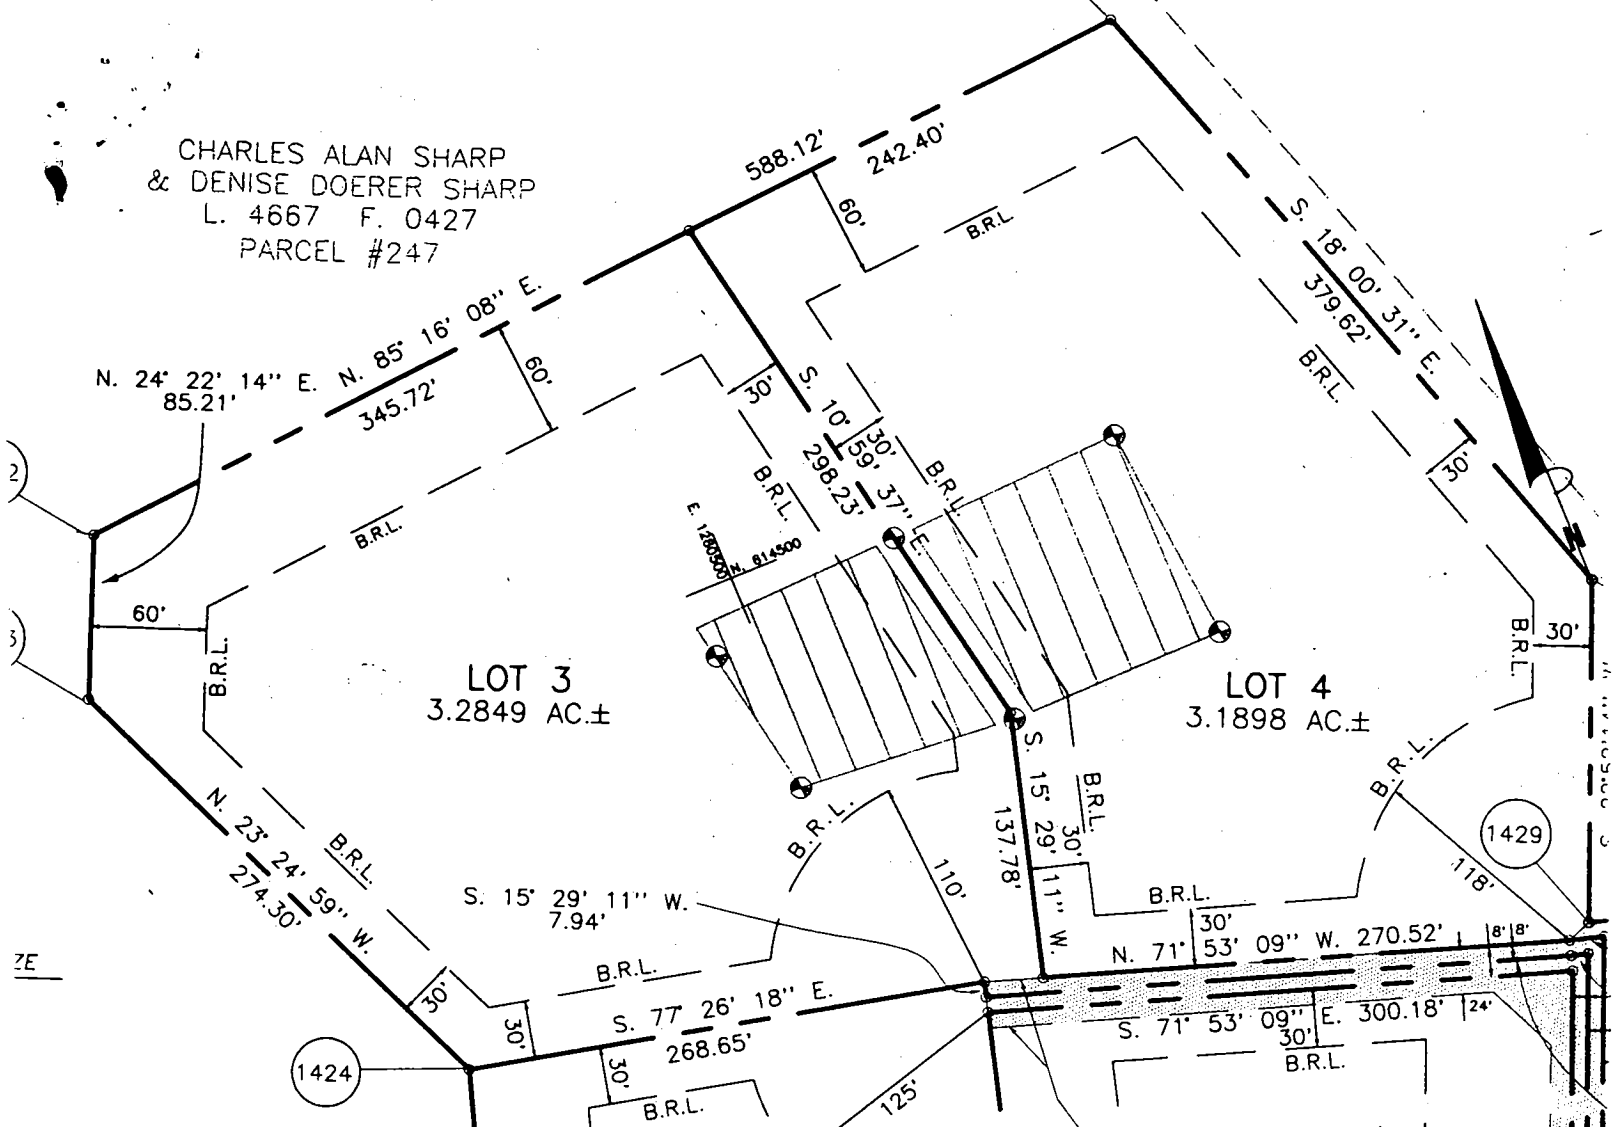 CHARLES ALAN SHARP
& DENISE DOERER SHARP
L. 4667 F. 0427
PARCEL #247
588.12'
242.40'
60'
B.R.L.
S. 18° 00' 31" E.
379.62'
B.R.L.
30'
N. 24° 22' 14" E.
85.21'
N. 85° 16' 08" E.
345.72'
60'
B.R.L.
30'
S. 10° 59' 37" E.
298.23'
30'
B.R.L.
B.R.L.
E. 1280500
N. 614500
N
2
3
60'
B.R.L.
LOT 3
3.2849 AC.±
LOT 4
3.1898 AC.±
B.R.L.
30'
N. 23° 24' 59" W.
274.30'
B.R.L.
30'
S. 15° 29' 11" W.
137.78'
B.R.L.
30'
B.R.L.
110'
B.R.L.
118'
1429
S. 15° 29' 11" W.
7.94'
B.R.L.
30'
N. 71° 53' 09" W. 270.52'
8'
8'
ZE
B.R.L.
30'
S. 77° 26' 18" E.
268.65'
S. 71° 53' 09" E. 300.18'
24'
30'
B.R.L.
1424
30'
B.R.L.
125'